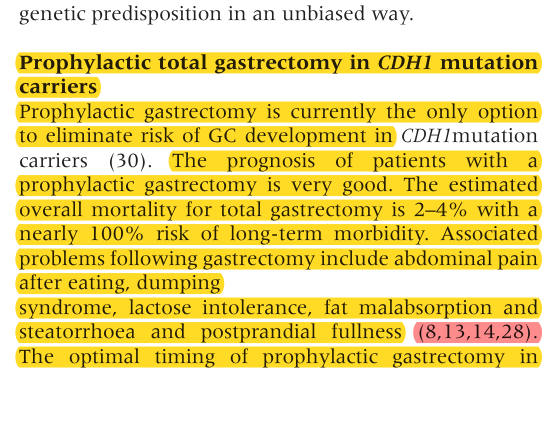 genetic predisposition in an unbiased way.
Prophylactic total gastrectomy in CDH1 mutation
carriers
Prophylactic gastrectomy is currently the only option
to eliminate risk of GC development in CDH1mutation
carriers (30). The prognosis of patients with a
prophylactic gastrectomy is very good. The estimated
overall mortality for total gastrectomy is 2–4% with a
nearly 100% risk of long-term morbidity. Associated
problems following gastrectomy include abdominal pain
after eating, dumping
syndrome, lactose intolerance, fat malabsorption and
steatorrhoea and postprandial fullness (8,13,14,28).
The optimal timing of prophylactic gastrectomy in